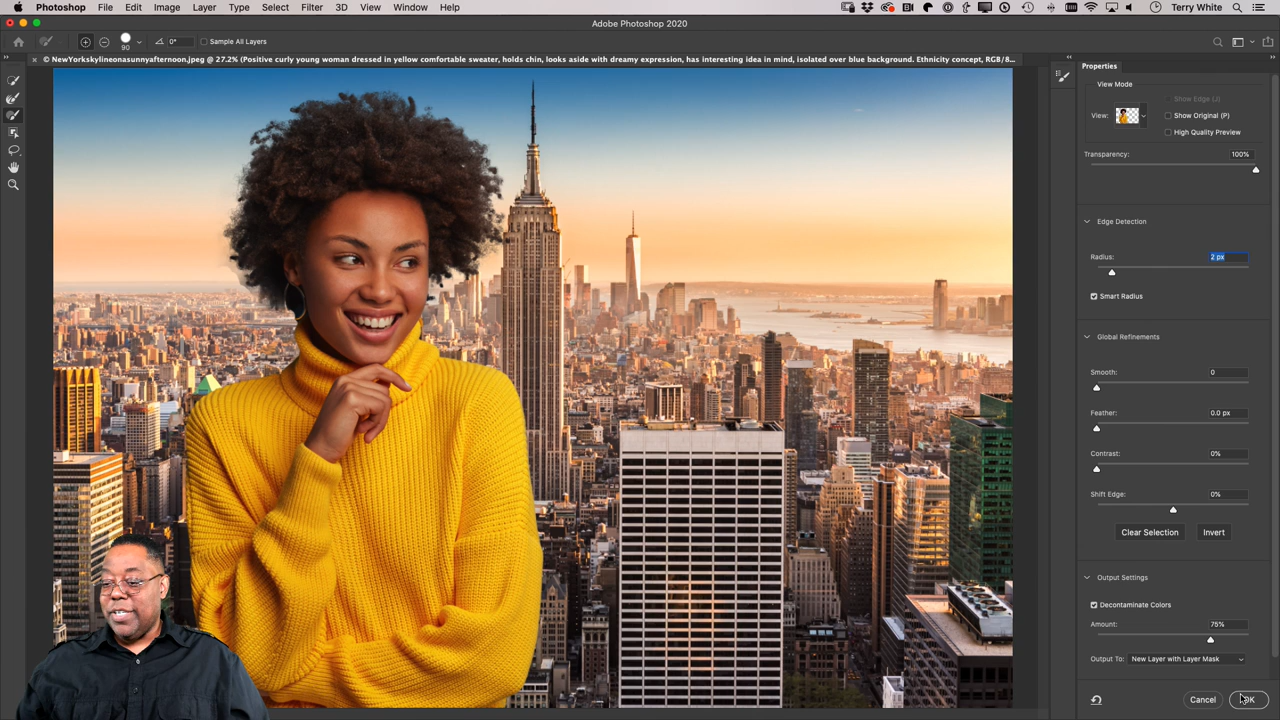 Photoshop File Edit Image Layer Type Select Filter 3D View Window Help Terry White
Adobe Photoshop 2020
90 0° Sample All Layers
© NewYorkskylineonasunnyafternoon.jpeg @ 27.2% (Positive curly young woman dressed in yellow comfortable sweater, holds chin, looks aside with dreamy expression, has interesting idea in mind, isolated over blue background. Ethnicity concept, RGB/8...
Properties
View Mode
Show Edge (J)
View: Show Original (P)
High Quality Preview
Transparency: 100%
Edge Detection
Radius: 2 px
Smart Radius
Global Refinements
Smooth: 0
Feather: 0.0 px
Contrast: 0%
Shift Edge: 0%
Clear Selection Invert
Output Settings
Decontaminate Colors
Amount: 75%
Output To: New Layer with Layer Mask
Cancel OK